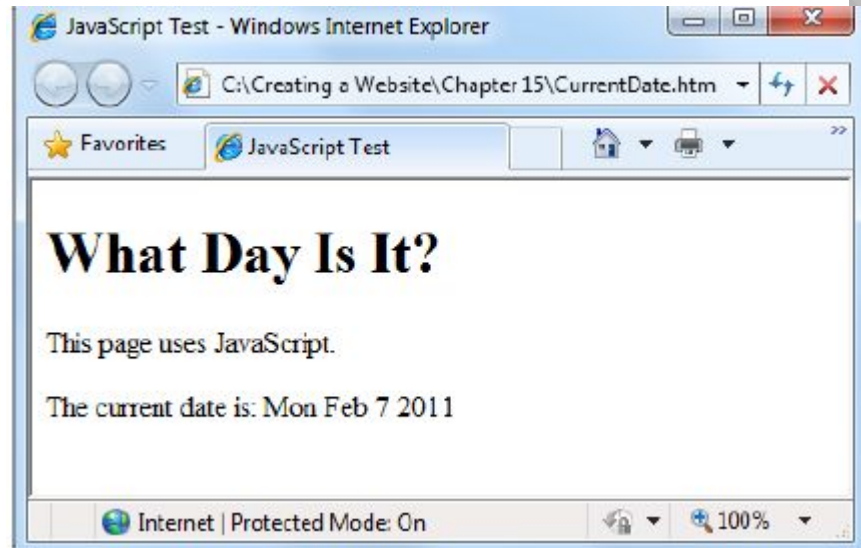 JavaScript Test - Windows Internet Explorer
C:\Creating a Website\Chapter 15\CurrentDate.htm
Favorites
JavaScript Test
What Day Is It?
This page uses JavaScript.
The current date is: Mon Feb 7 2011
Internet | Protected Mode: On
100%